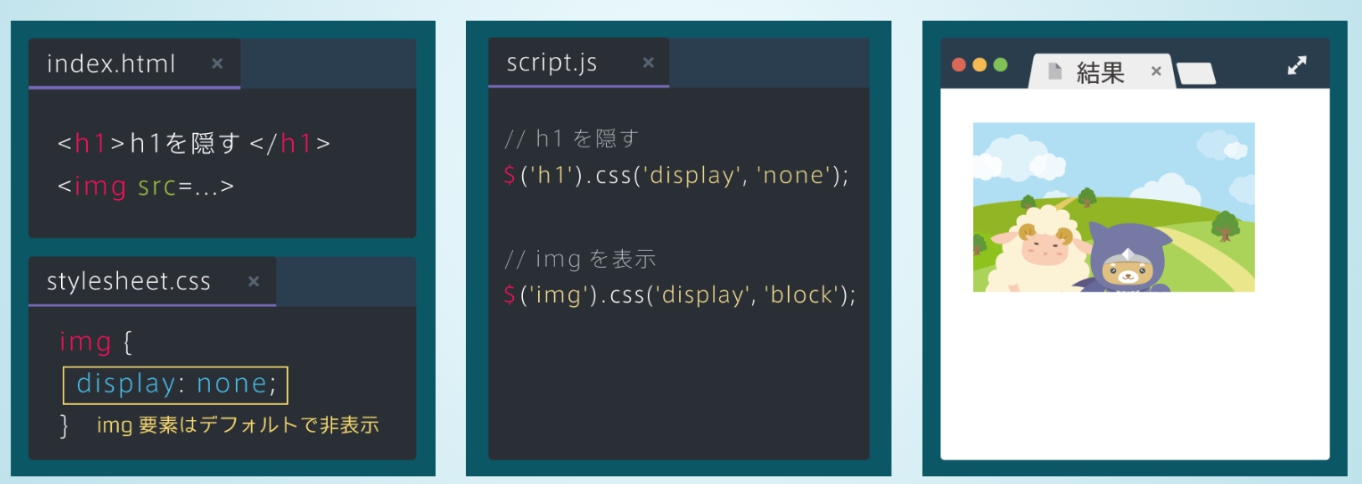 index.html ×
<h1>h1を隠す </h1>
<img src=...>
stylesheet.css ×
img {
display: none;
} img 要素はデフォルトで非表示
script.js ×
// h1 を隠す
$('h1').css('display', 'none');
// img を表示
$('img').css('display', 'block');
結果 ×